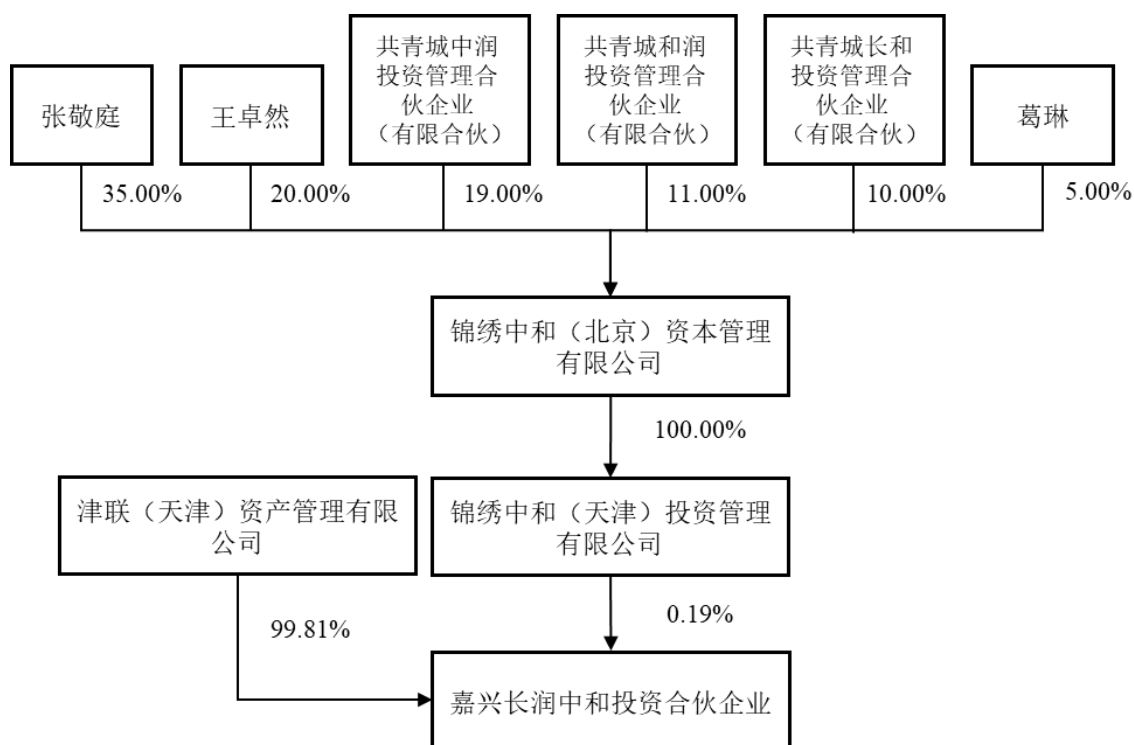 张敬庭
王卓然
共青城中润
投资管理合
伙企业
（有限合伙）
共青城和润
投资管理合
伙企业
（有限合伙）
共青城长和
投资管理合
伙企业
（有限合伙）
葛琳
35.00%
20.00%
19.00%
11.00%
10.00%
5.00%
锦绣中和（北京）资本管理
有限公司
100.00%
津联（天津）资产管理有限
公司
锦绣中和（天津）投资管理
有限公司
99.81%
0.19%
嘉兴长润中和投资合伙企业